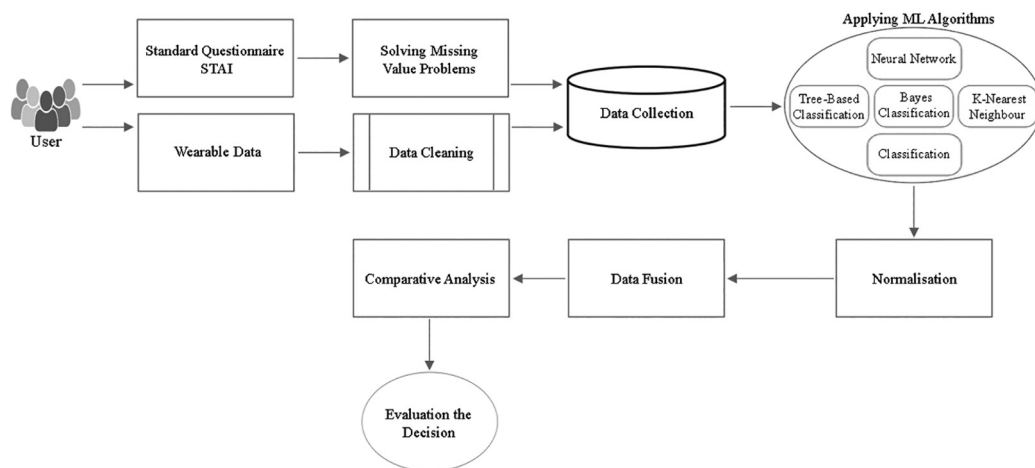 Applying ML Algorithms
Standard Questionnaire
STAI
Solving Missing
Value Problems
Neural Network
Tree-Based
Classification
Bayes
Classification
K-Nearest
Neighbour
Data Collection
User
Wearable Data
Data Cleaning
Classification
Comparative Analysis
Data Fusion
Normalisation
Evaluation the
Decision